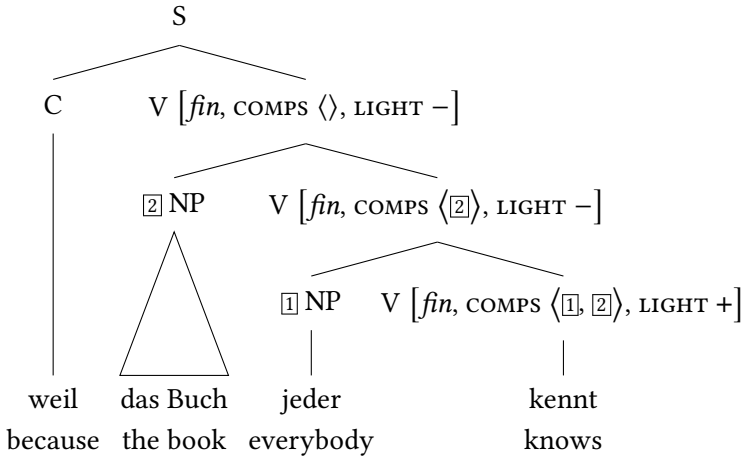 S
C V [fin, COMPS ⟨⟩, LIGHT −]
2 NP V [fin, COMPS ⟨2⟩, LIGHT −]
1 NP V [fin, COMPS ⟨1, 2⟩, LIGHT +]
weil das Buch jeder kennt
because the book everybody knows